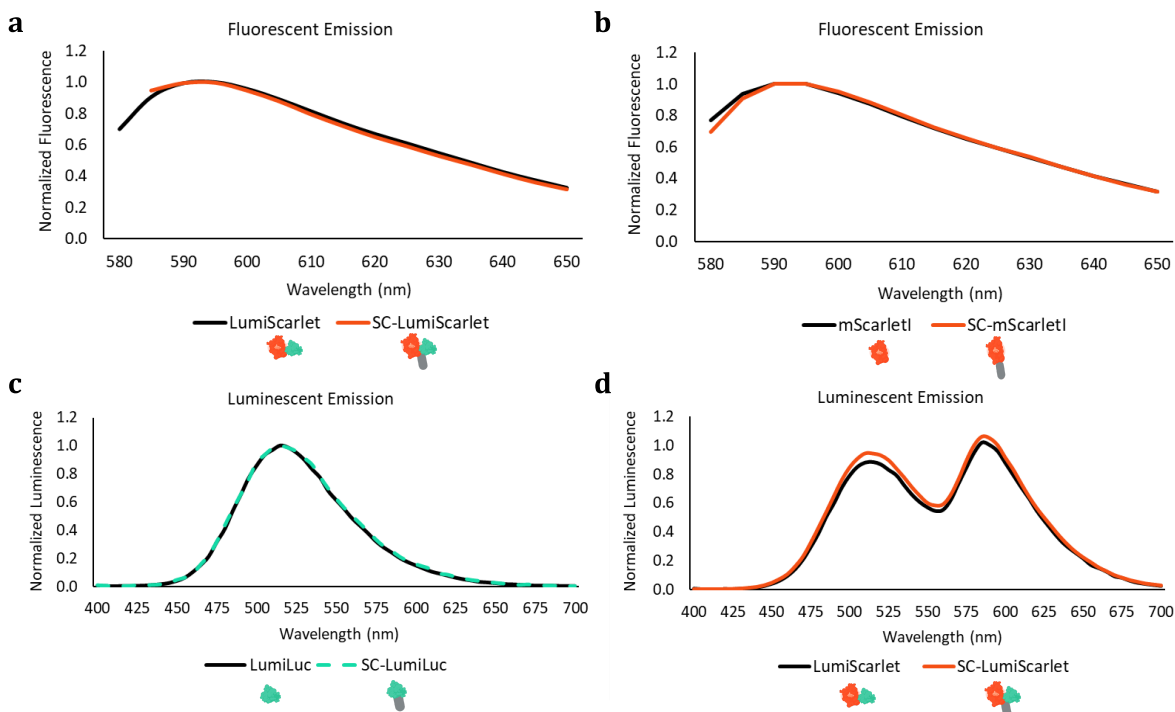 a
Fluorescent Emission
Normalized Fluorescence
1.2
1.0
0.8
0.6
0.4
0.2
0.0
580 590 600 610 620 630 640 650
Wavelength (nm)
LumiScarlet SC-LumiScarlet
b
Fluorescent Emission
Normalized Fluorescence
1.2
1.0
0.8
0.6
0.4
0.2
0.0
580 590 600 610 620 630 640 650
Wavelength (nm)
mScarletI SC-mScarletI
c
Luminescent Emission
Normalized Luminescence
1.2
1.0
0.8
0.6
0.4
0.2
0.0
400 425 450 475 500 525 550 575 600 625 650 675 700
Wavelength (nm)
LumiLuc SC-LumiLuc
d
Luminescent Emission
Normalized Luminescence
1.2
1.0
0.8
0.6
0.4
0.2
0.0
400 425 450 475 500 525 550 575 600 625 650 675 700
Wavelength (nm)
LumiScarlet SC-LumiScarlet